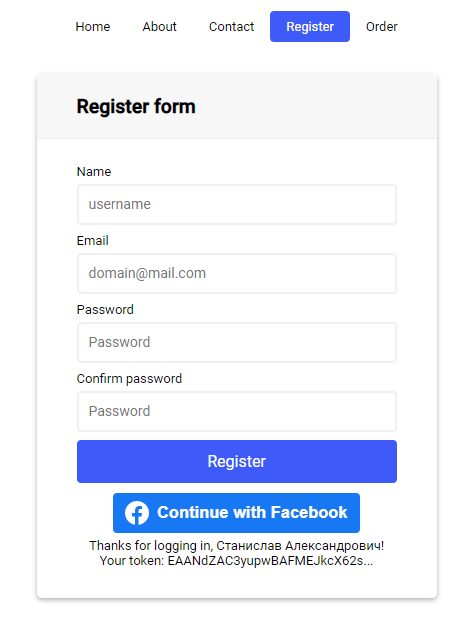 Home About Contact Register Order
Register form
Name
username
Email
domain@mail.com
Password
Password
Confirm password
Password
Register
Continue with Facebook
Thanks for logging in, Станислав Александрович!
Your token: EAANdZAC3yupwBAFMEJkcX62s...